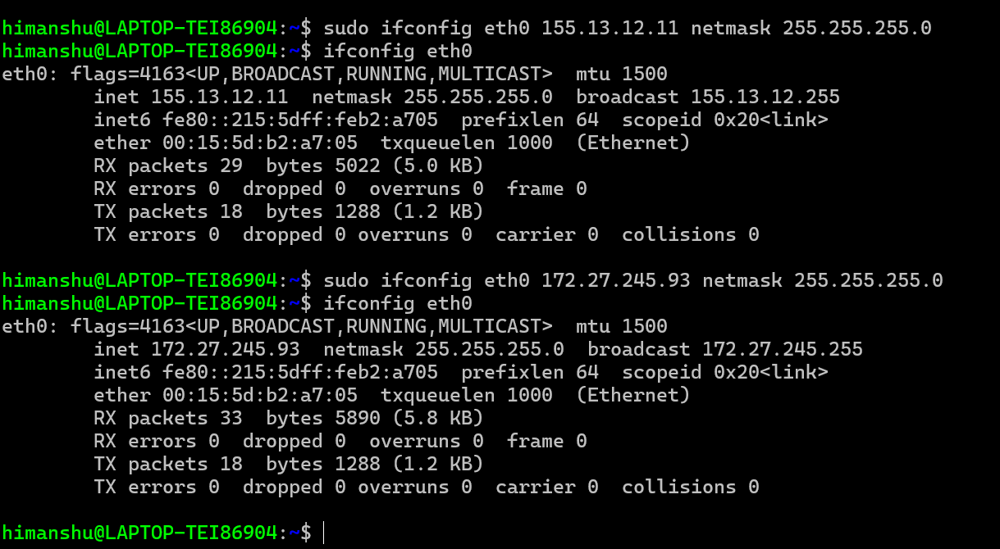 himanshu@LAPTOP-TEI86904:~$ sudo ifconfig eth0 155.13.12.11 netmask 255.255.255.0
himanshu@LAPTOP-TEI86904:~$ ifconfig eth0
eth0: flags=4163<UP,BROADCAST,RUNNING,MULTICAST>  mtu 1500
        inet 155.13.12.11  netmask 255.255.255.0  broadcast 155.13.12.255
        inet6 fe80::215:5dff:feb2:a705  prefixlen 64  scopeid 0x20<link>
        ether 00:15:5d:b2:a7:05  txqueuelen 1000  (Ethernet)
        RX packets 29  bytes 5022 (5.0 KB)
        RX errors 0  dropped 0  overruns 0  frame 0
        TX packets 18  bytes 1288 (1.2 KB)
        TX errors 0  dropped 0 overruns 0  carrier 0  collisions 0

himanshu@LAPTOP-TEI86904:~$ sudo ifconfig eth0 172.27.245.93 netmask 255.255.255.0
himanshu@LAPTOP-TEI86904:~$ ifconfig eth0
eth0: flags=4163<UP,BROADCAST,RUNNING,MULTICAST>  mtu 1500
        inet 172.27.245.93  netmask 255.255.255.0  broadcast 172.27.245.255
        inet6 fe80::215:5dff:feb2:a705  prefixlen 64  scopeid 0x20<link>
        ether 00:15:5d:b2:a7:05  txqueuelen 1000  (Ethernet)
        RX packets 33  bytes 5890 (5.8 KB)
        RX errors 0  dropped 0  overruns 0  frame 0
        TX packets 18  bytes 1288 (1.2 KB)
        TX errors 0  dropped 0 overruns 0  carrier 0  collisions 0

himanshu@LAPTOP-TEI86904:~$